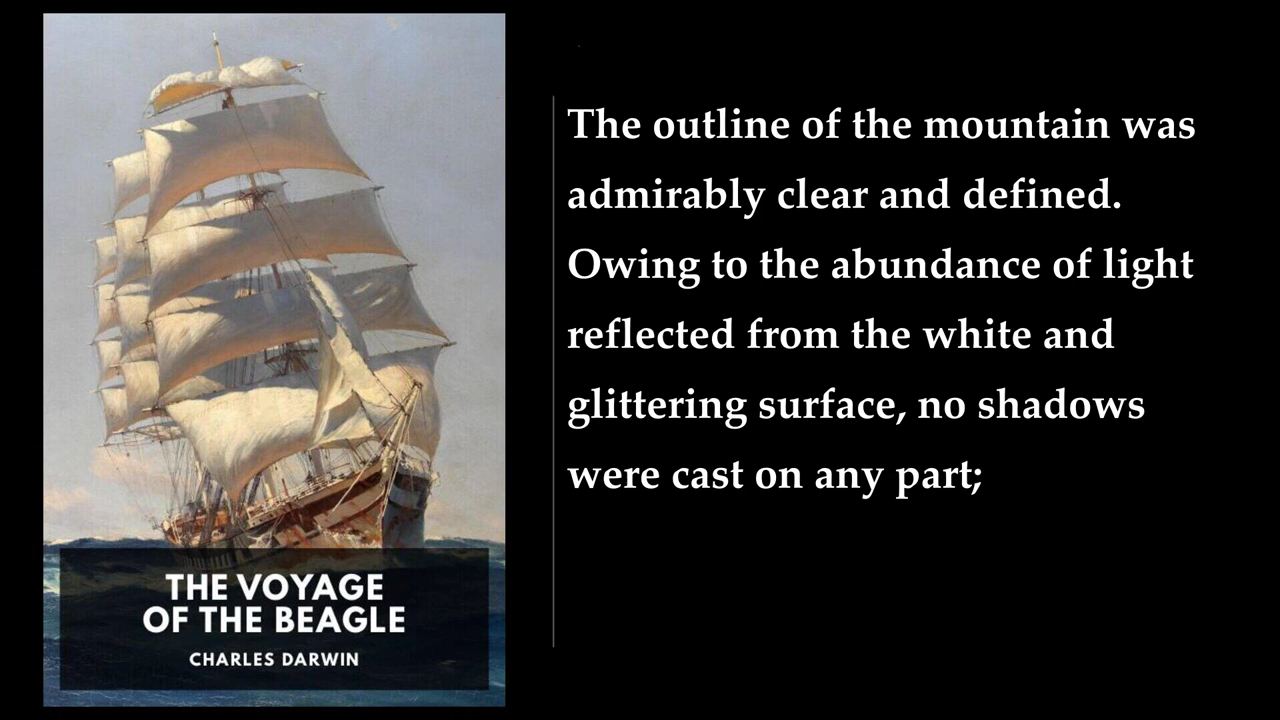 THE VOYAGE
OF THE BEAGLE
CHARLES DARWIN
The outline of the mountain was
admirably clear and defined.
Owing to the abundance of light
reflected from the white and
glittering surface, no shadows
were cast on any part;